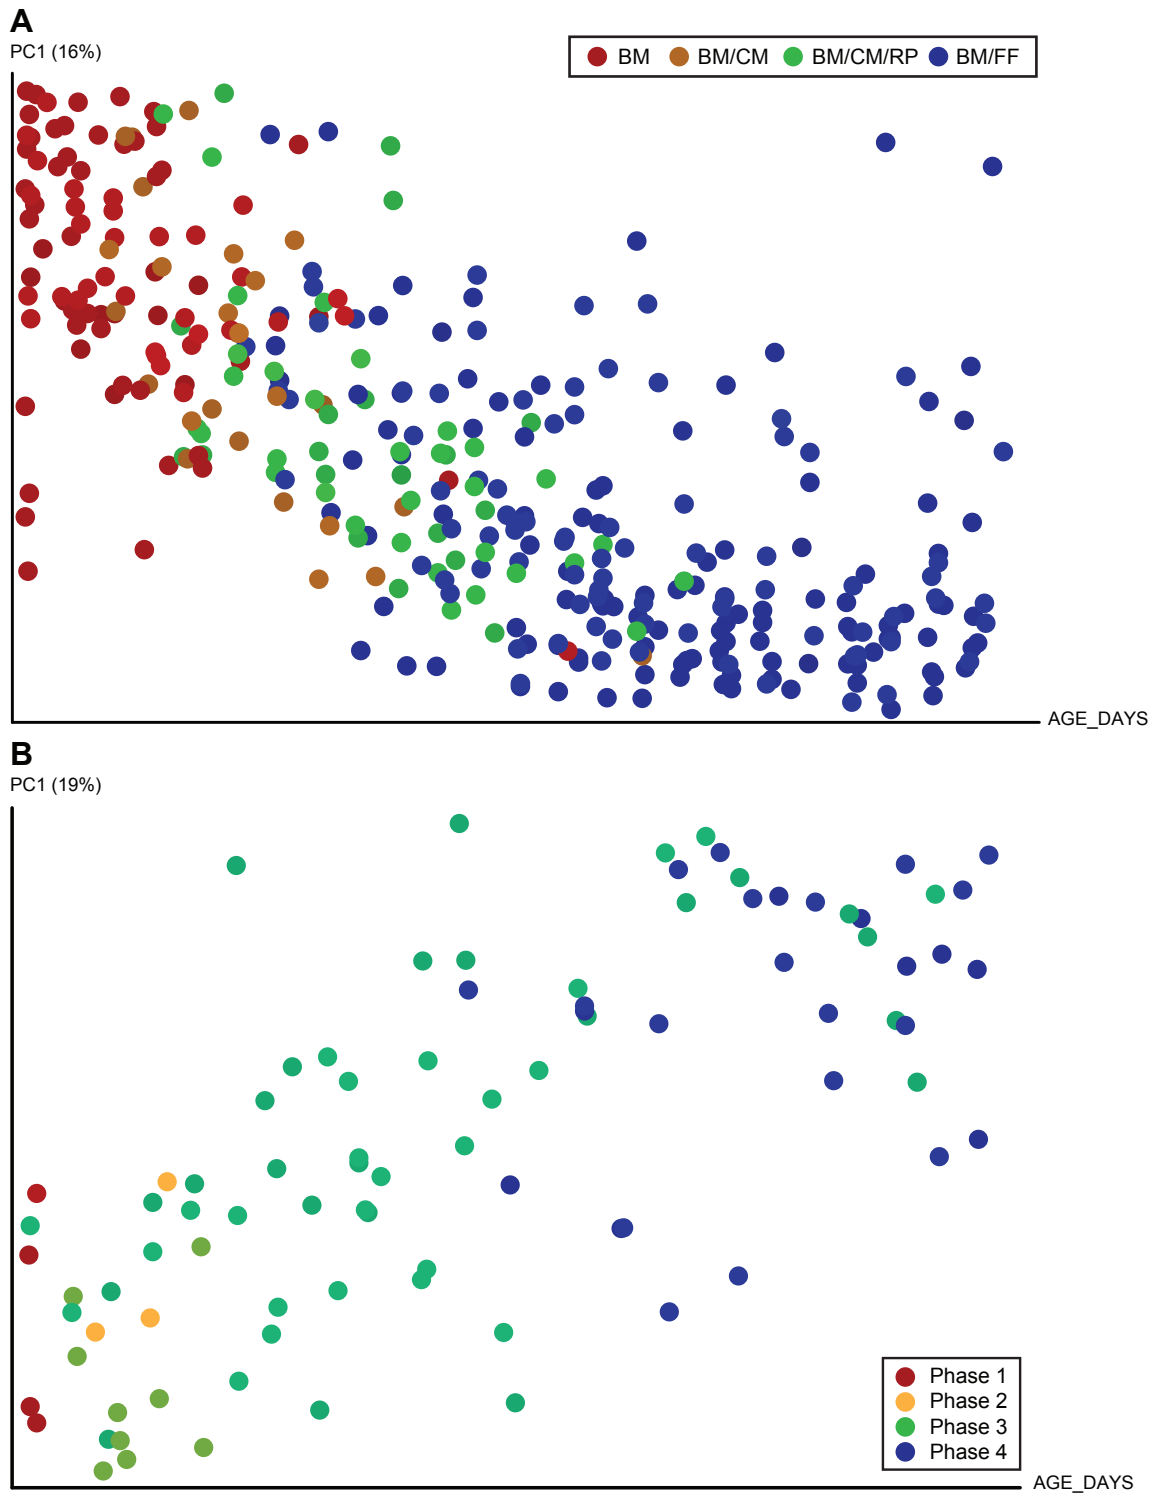 A
PC1 (16%)
BM BM/CM BM/CM/RP BM/FF
AGE_DAYS
B
PC1 (19%)
Phase 1
Phase 2
Phase 3
Phase 4
AGE_DAYS